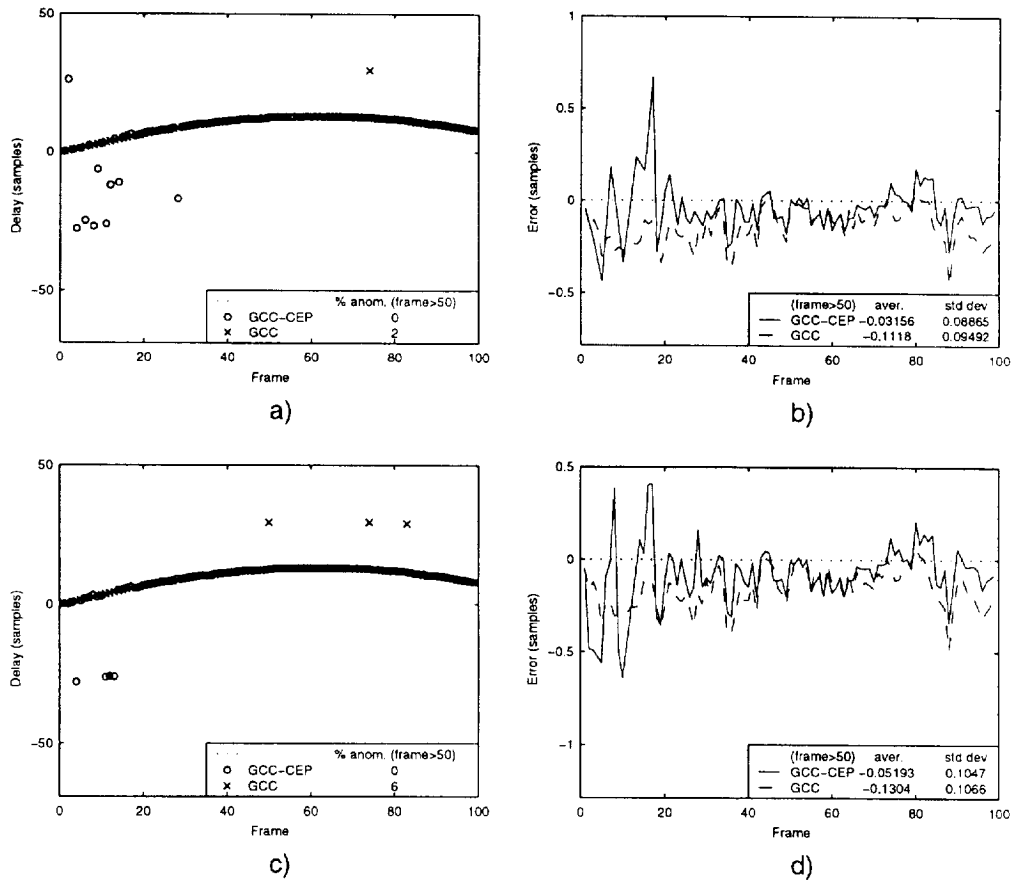 50
0
−50
Delay (samples)
% anom. (frame>50)
GCC−CEP 0
GCC 2
0 20 40 60 80 100
Frame
a)
1
0.5
0
−0.5
Error (samples)
(frame>50) aver. std dev
GCC−CEP −0.03156 0.08865
GCC −0.1118 0.09492
0 20 40 60 80 100
Frame
b)
50
0
−50
Delay (samples)
% anom. (frame>50)
GCC−CEP 0
GCC 6
0 20 40 60 80 100
Frame
c)
0.5
0
−0.5
−1
Error (samples)
(frame>50) aver. std dev
GCC−CEP −0.05193 0.1047
GCC −0.1304 0.1066
0 20 40 60 80 100
Frame
d)